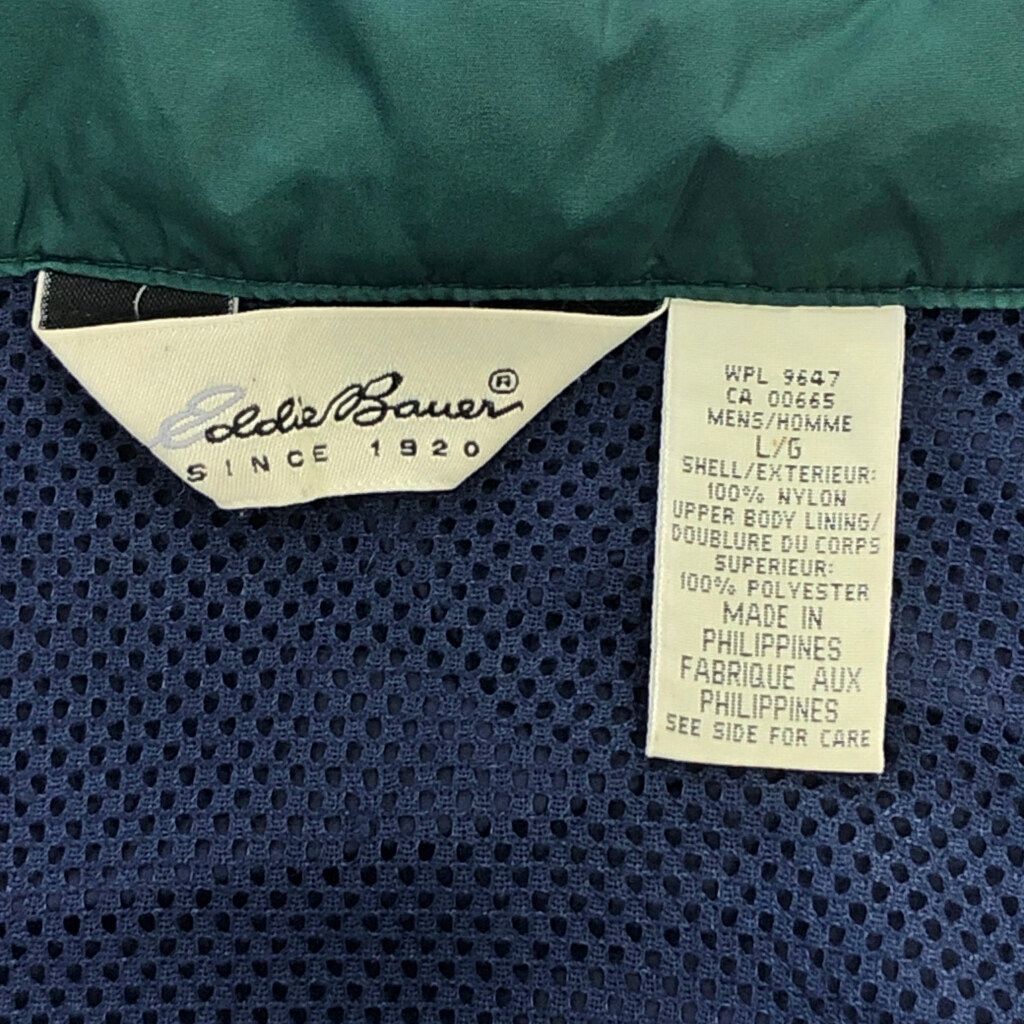 Eddie Bauer®
SINCE 1920
WPL 9647
CA 00665
MENS/HOMME
L/G
SHELL/EXTERIEUR:
100% NYLON
UPPER BODY LINING/
DOUBLURE DU CORPS
SUPERIEUR:
100% POLYESTER
MADE IN
PHILIPPINES
FABRIQUE AUX
PHILIPPINES
SEE SIDE FOR CARE